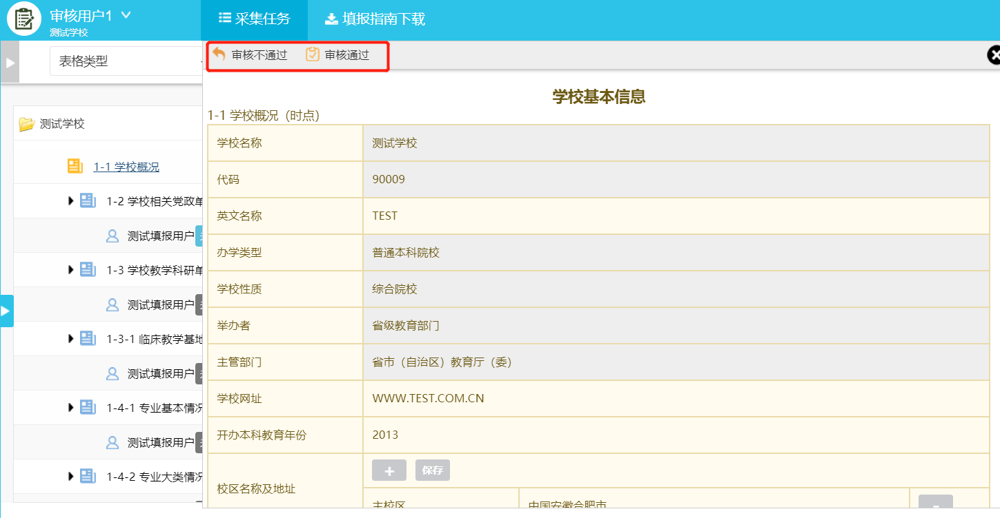 审核用户1
测试学校
采集任务
填报指南下载
表格类型
审核不通过
审核通过
测试学校
1-1 学校概况
1-2 学校相关党政单
测试填报用户
1-3 学校教学科研单
测试填报用户
1-3-1 临床教学基地
测试填报用户
1-4-1 专业基本情况
测试填报用户
1-4-2 专业大类情况
学校基本信息
1-1 学校概况（时点）
学校名称 测试学校
代码 90009
英文名称 TEST
办学类型 普通本科院校
学校性质 综合院校
举办者 省级教育部门
主管部门 省市（自治区）教育厅（委）
学校网址 WWW.TEST.COM.CN
开办本科教育年份 2013
校区名称及地址
+ 保存
主校区 中国安徽合肥市 -